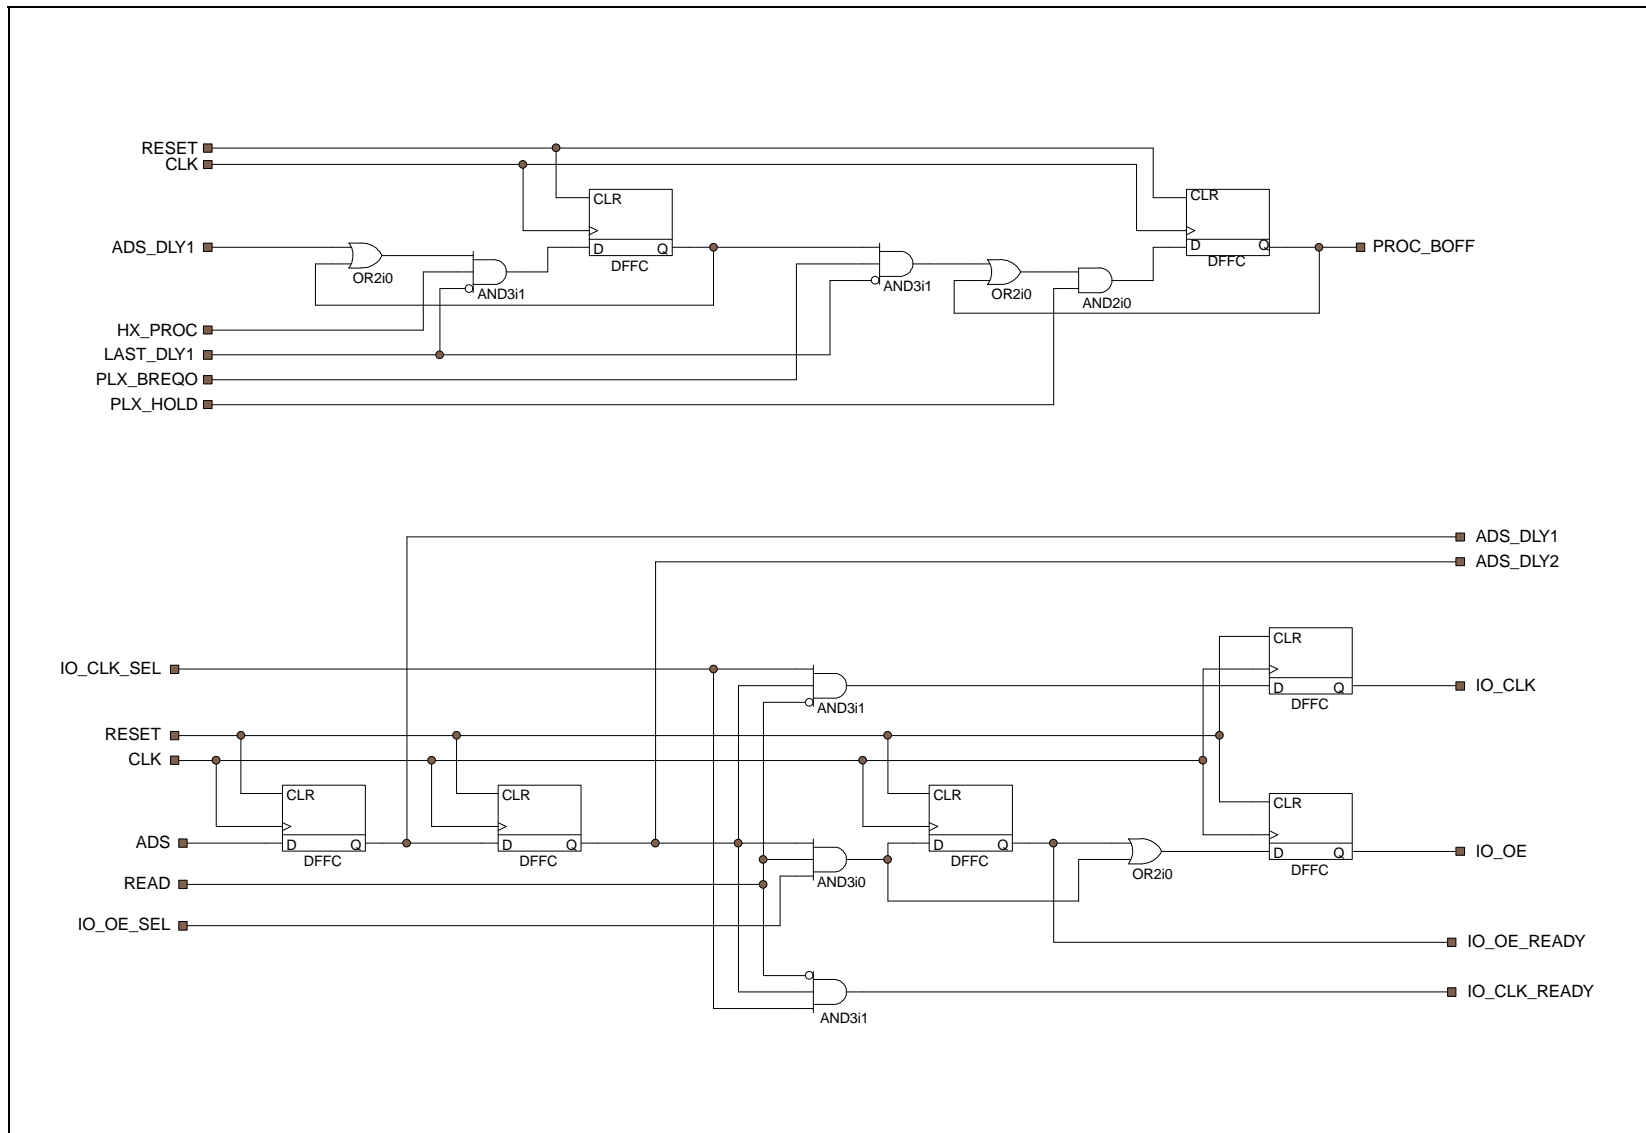 RESET
CLK
CLR
CLR
ADS_DLY1
D Q
D Q
PROC_BOFF
DFFC
DFFC
OR2i0
AND3i1
AND3i1
OR2i0
AND2i0
HX_PROC
LAST_DLY1
PLX_BREQO
PLX_HOLD
ADS_DLY1
ADS_DLY2
CLR
IO_CLK_SEL
D Q
IO_CLK
AND3i1
DFFC
RESET
CLK
CLR
CLR
CLR
CLR
ADS
D Q
D Q
D Q
D Q
IO_OE
DFFC
DFFC
DFFC
DFFC
OR2i0
READ
AND3i0
IO_OE_SEL
IO_OE_READY
IO_CLK_READY
AND3i1